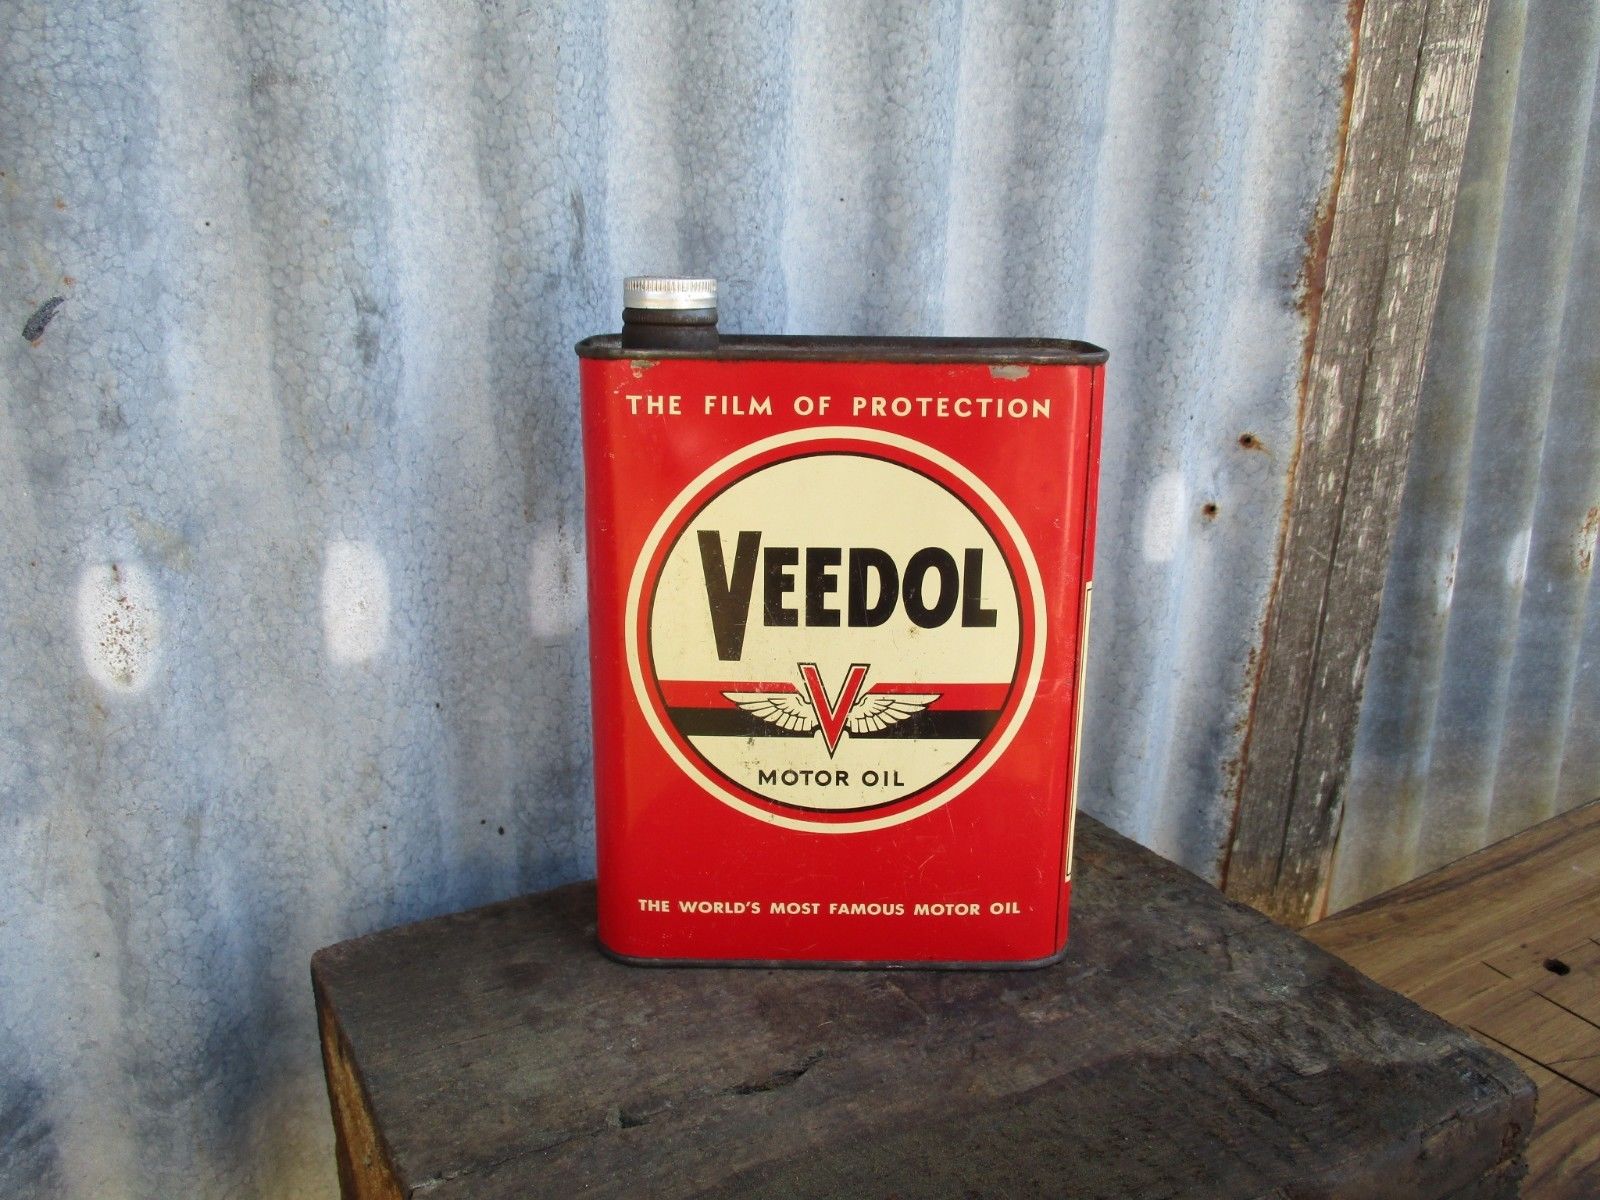 THE FILM OF PROTECTION
VEEDOL
V
MOTOR OIL
THE WORLD'S MOST FAMOUS MOTOR OIL